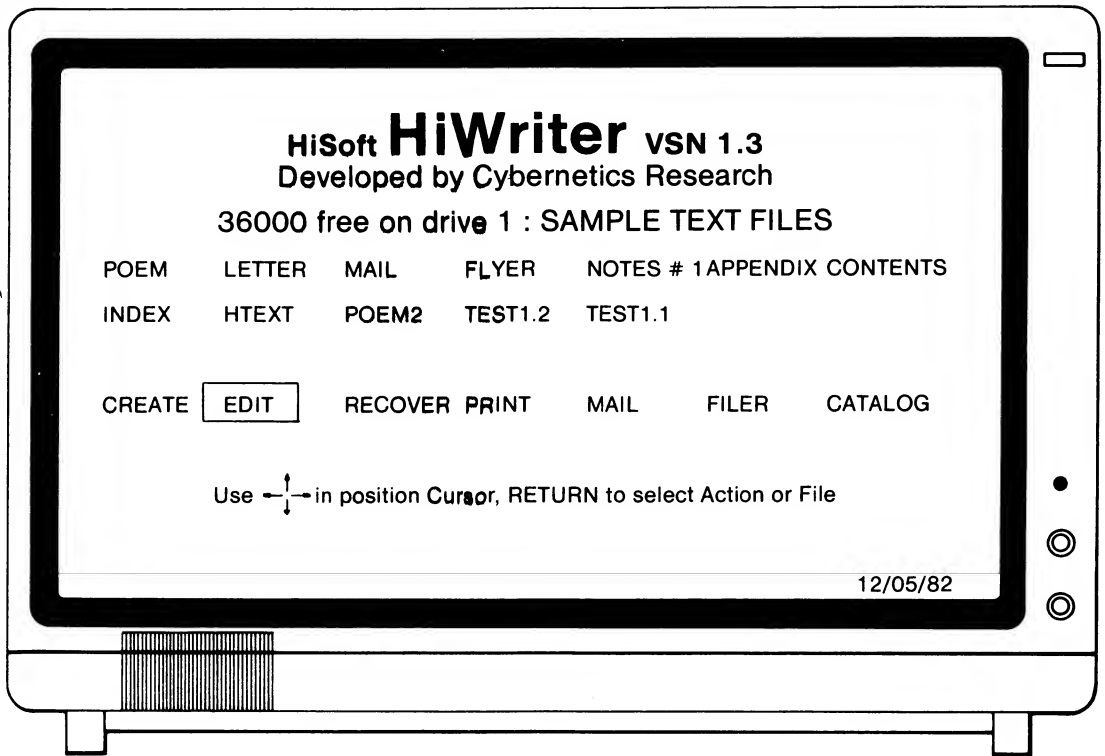 HiSoft HiWriter VSN 1.3
Developed by Cybernetics Research
36000 free on drive 1 : SAMPLE TEXT FILES
POEM LETTER MAIL FLYER NOTES # 1 APPENDIX CONTENTS
INDEX HTEXT POEM2 TEST1.2 TEST1.1
CREATE EDIT RECOVER PRINT MAIL FILER CATALOG
Use in position Cursor, RETURN to select Action or File
12/05/82